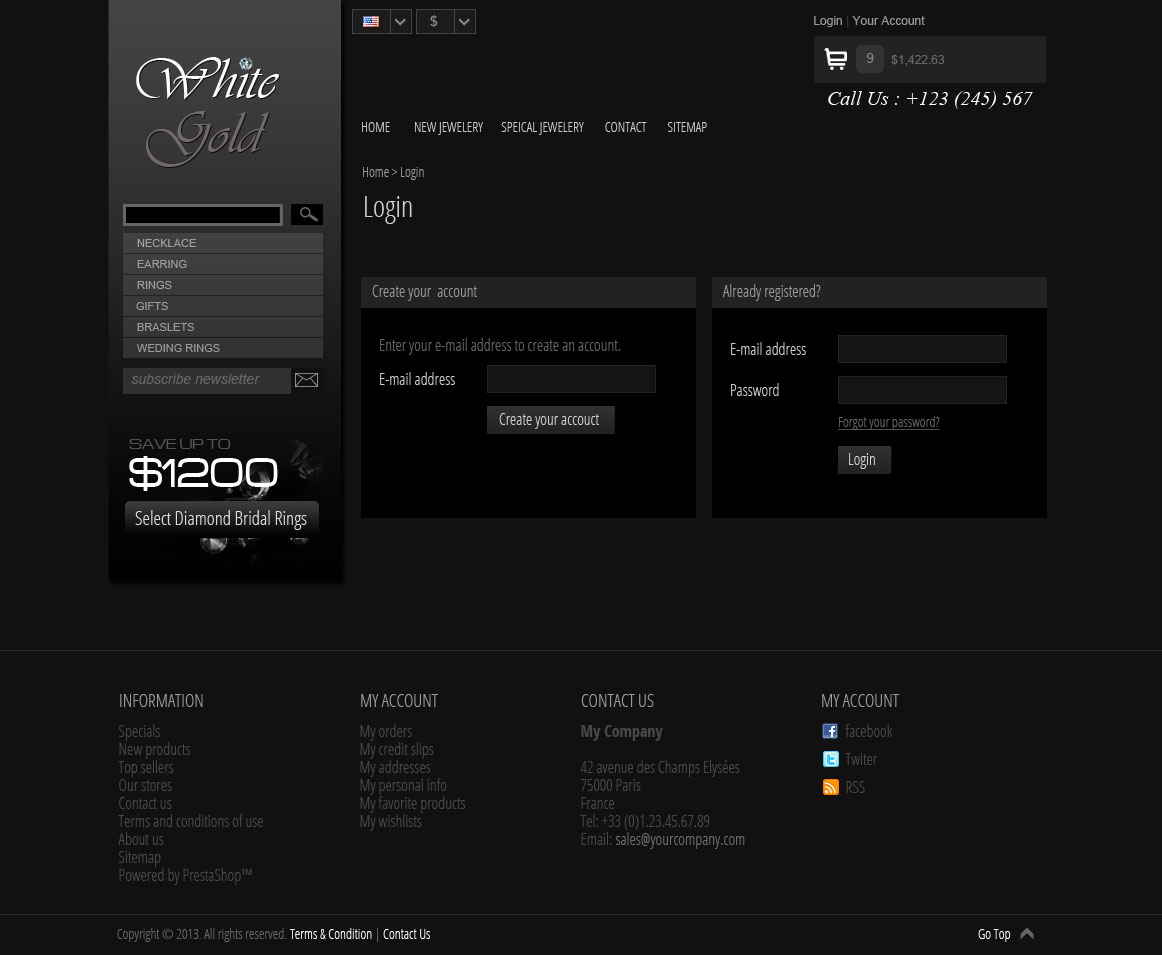 White
Gold
$
Login | Your Account
9 $1,422.63
Call Us : +123 (245) 567
HOME NEW JEWELERY SPEICAL JEWELERY CONTACT SITEMAP
Home > Login
Login
NECKLACE
EARRING
RINGS
GIFTS
BRASLETS
WEDING RINGS
subscribe newsletter
SAVE UP TO
$1200
Select Diamond Bridal Rings
Create your account
Enter your e-mail address to create an account.
E-mail address
Create your accouct
Already registered?
E-mail address
Password
Forgot your password?
Login
INFORMATION
Specials
New products
Top sellers
Our stores
Contact us
Terms and conditions of use
About us
Sitemap
Powered by PrestaShop™
MY ACCOUNT
My orders
My credit slips
My addresses
My personal info
My favorite products
My wishlists
CONTACT US
My Company
42 avenue des Champs Elysées
75000 Paris
France
Tel: +33 (0)1.23.45.67.89
Email: sales@yourcompany.com
MY ACCOUNT
facebook
Twiter
RSS
Copyright © 2013. All rights reserved. Terms & Condition | Contact Us
Go Top